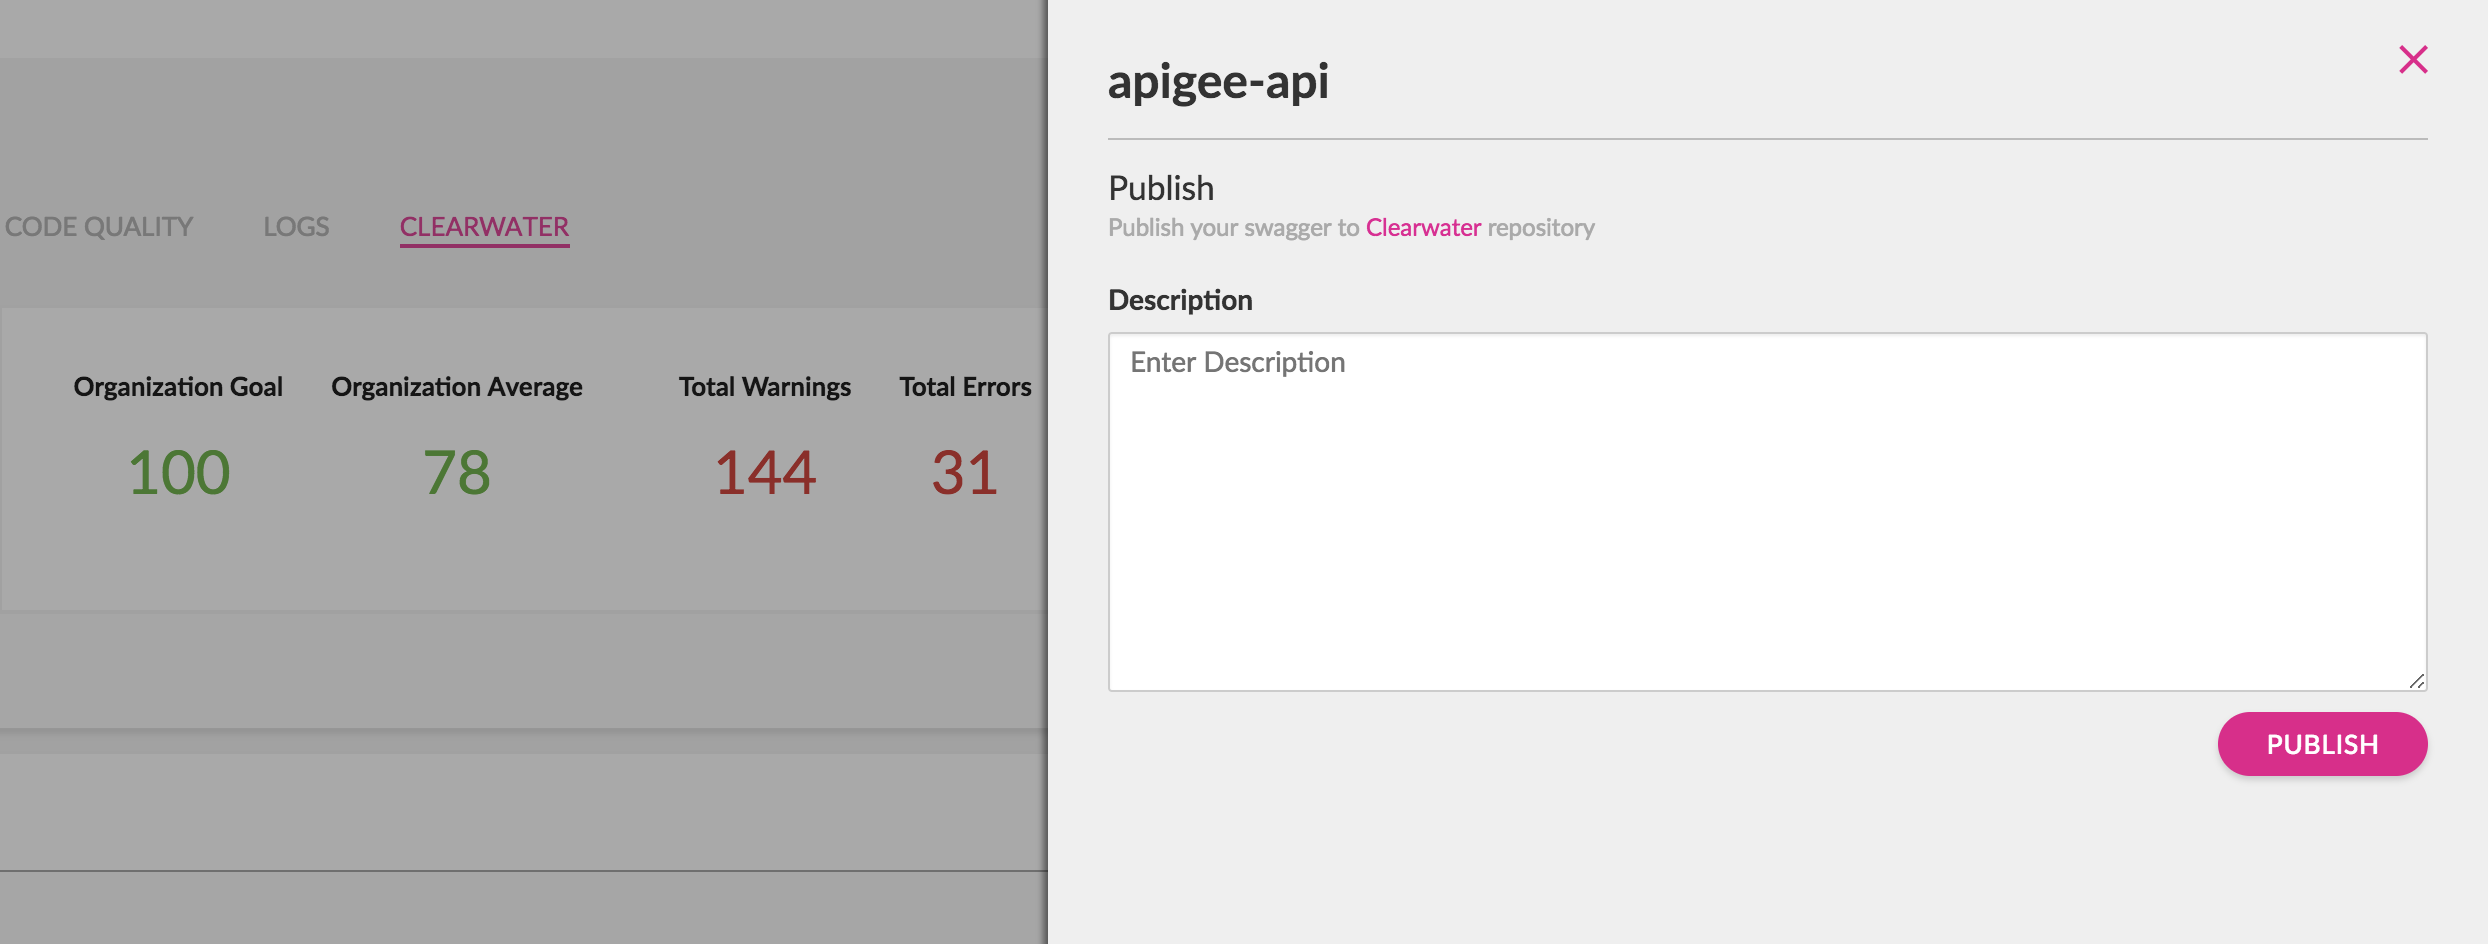 CODE QUALITY LOGS CLEARWATER
Organization Goal Organization Average Total Warnings Total Errors
100 78 144 31
apigee-api
Publish
Publish your swagger to Clearwater repository
Description
Enter Description
PUBLISH